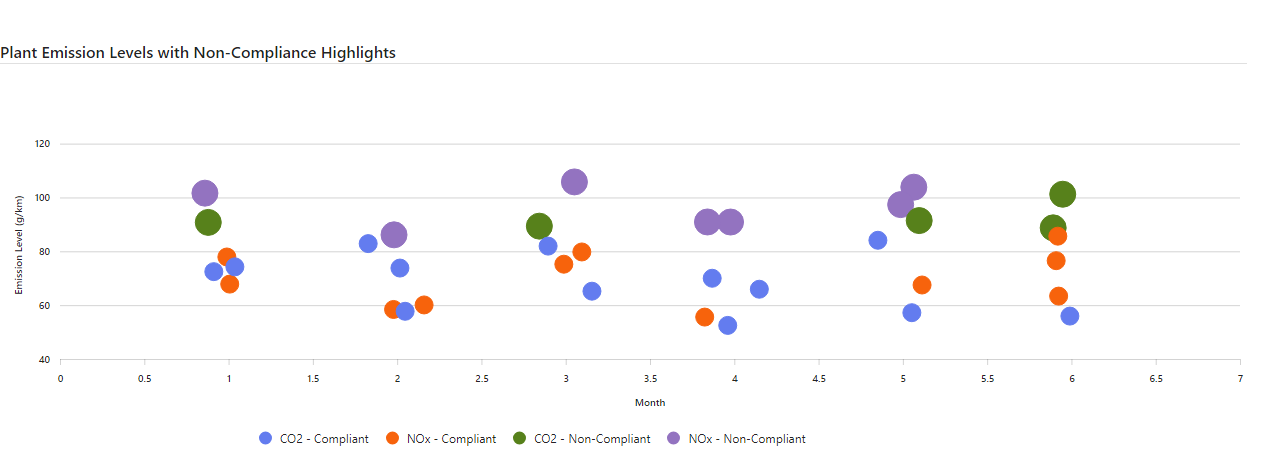 Plant Emission Levels with Non-Compliance Highlights
Emission Level (g/km)
120
100
80
60
40
0 0.5 1 1.5 2 2.5 3 3.5 4 4.5 5 5.5 6 6.5 7
Month
CO2 - Compliant NOx - Compliant CO2 - Non-Compliant NOx - Non-Compliant